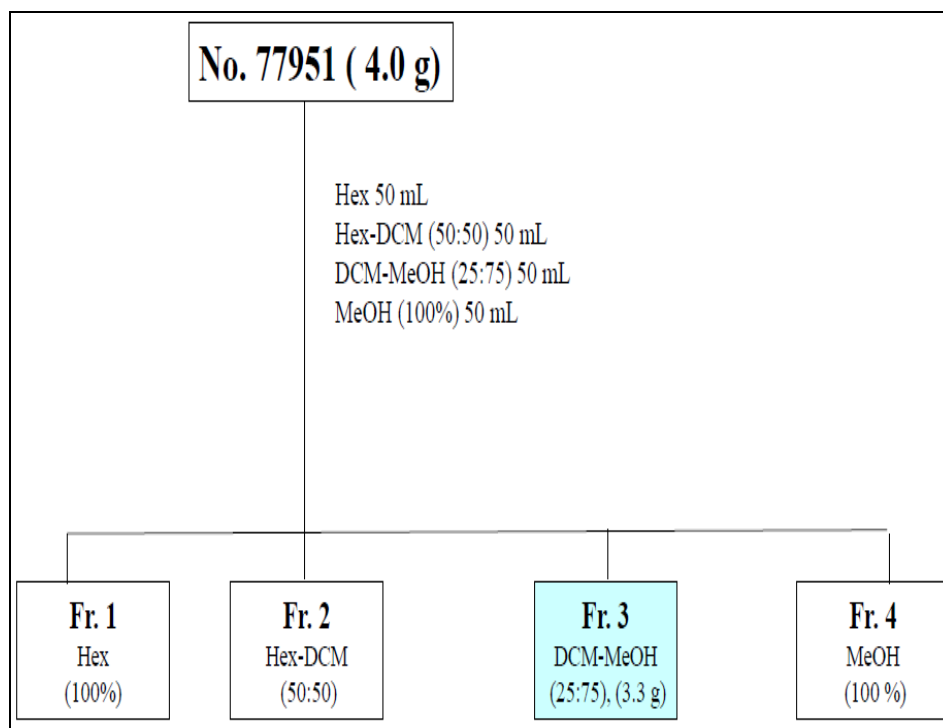 No. 77951 ( 4.0 g)
Hex 50 mL
Hex-DCM (50:50) 50 mL
DCM-MeOH (25:75) 50 mL
MeOH (100%) 50 mL
Fr. 1
Hex
(100%)
Fr. 2
Hex-DCM
(50:50)
Fr. 3
DCM-MeOH
(25:75), (3.3 g)
Fr. 4
MeOH
(100 %)